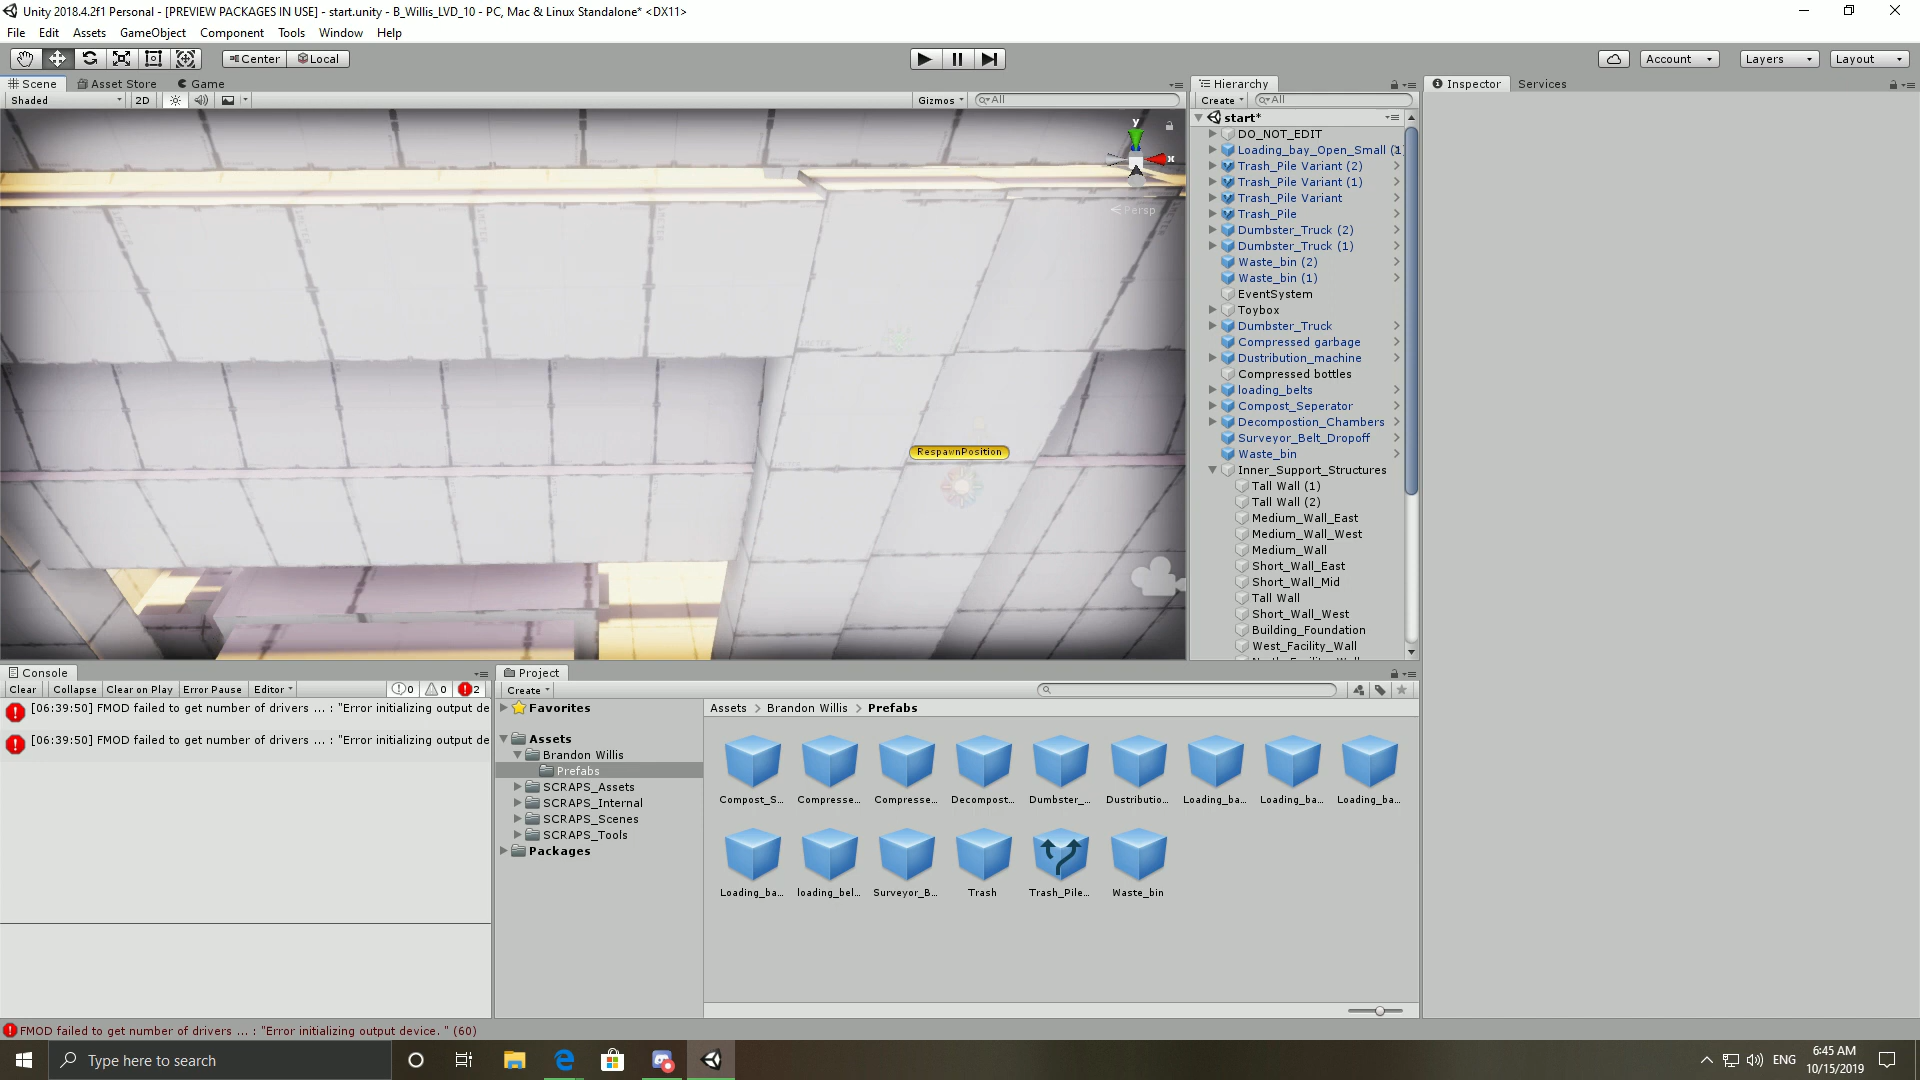 Unity 2018.4.2f1 Personal - [PREVIEW PACKAGES IN USE] - start.unity - B_Willis_LVD_10 - PC, Mac & Linux Standalone* <DX11>
File Edit Assets GameObject Component Tools Window Help
Center Local Account Layers Layout
Scene Asset Store Game
Shaded 2D Gizmos All
y
x
Persp
RespawnPosition
Hierarchy
Create All
start*
DO_NOT_EDIT
Loading_bay_Open_Small (1
Trash_Pile Variant (2)
Trash_Pile Variant (1)
Trash_Pile Variant
Trash_Pile
Dumbster_Truck (2)
Dumbster_Truck (1)
Waste_bin (2)
Waste_bin (1)
EventSystem
Toybox
Dumbster_Truck
Compressed garbage
Dustribution_machine
Compressed bottles
loading_belts
Compost_Seperator
Decompostion_Chambers
Surveyor_Belt_Dropoff
Waste_bin
Inner_Support_Structures
Tall Wall (1)
Tall Wall (2)
Medium_Wall_East
Medium_Wall_West
Medium_Wall
Short_Wall_East
Short_Wall_Mid
Tall Wall
Short_Wall_West
Building_Foundation
West_Facility_Wall
Inspector Services
Console
Clear Collapse Clear on Play Error Pause Editor 0 0 2
[06:39:50] FMOD failed to get number of drivers ... : "Error initializing output de
[06:39:50] FMOD failed to get number of drivers ... : "Error initializing output de
Project
Create
Favorites
Assets
Brandon Willis
Prefabs
SCRAPS_Assets
SCRAPS_Internal
SCRAPS_Scenes
SCRAPS_Tools
Packages
Assets > Brandon Willis > Prefabs
Compost_S... Compresse... Compresse... Decompost... Dumbster_... Dustributio... Loading_ba... Loading_ba... Loading_ba...
Loading_ba... loading_bel... Surveyor_B... Trash Trash_Pile... Waste_bin
FMOD failed to get number of drivers ... : "Error initializing output device. " (60)
Type here to search
ENG
6:45 AM
10/15/2019